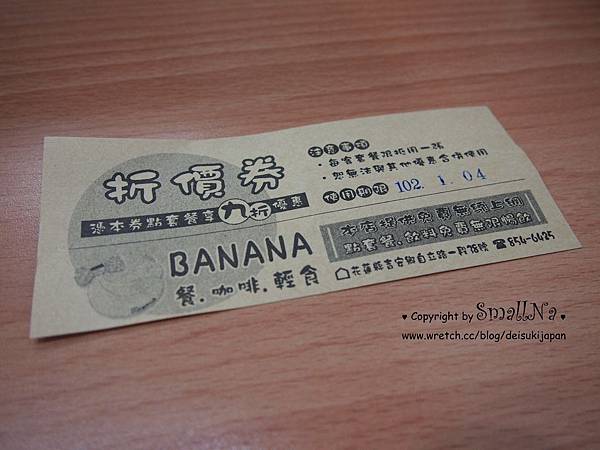 折價券
憑本券點套餐享九折優惠
BANANA
餐.咖啡.輕食
注意事項
・每份套餐限抵用一張
・恕無法與其他優惠合併使用
使用期限 102. 1. 04
本店提供免費無線上網
點套餐.飲料免費無限暢飲
花蓮縣吉安鄉自立路一段78號 ☎854-6425
♥ Copyright by SmallNa ♥
www.wretch.cc/blog/deisukijapan